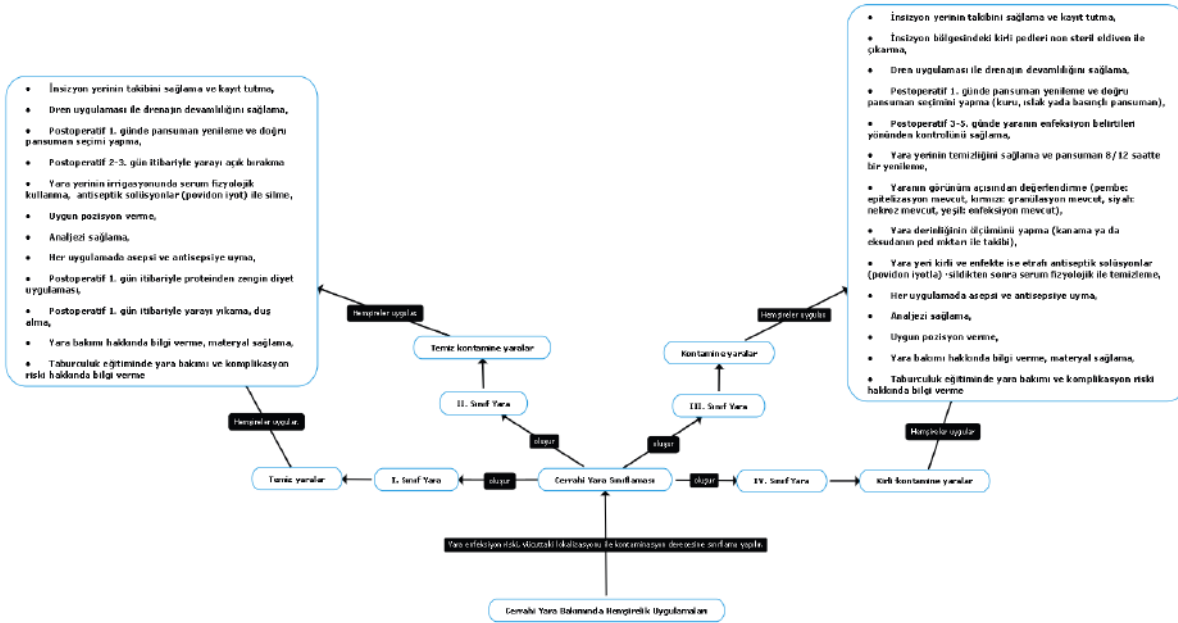 ● İnsizyon yerinin takibini sağlama ve kayıt tutma,
● Dren uygulaması ile drenajın devamlılığını sağlama,
● Postoperatif 1. günde pansuman yenileme ve doğru
pansuman seçimi yapma,
● Postoperatif 2-3. gün itibariyle yarayı açık bırakma
● Yara yerinin irrigasyonunda serum fizyolojik
kullanma, antiseptik solüsyonlar (povidon iyot) ile silme,
● Uygun pozisyon verme,
● Analjezi sağlama,
● Her uygulamada asepsi ve antisepsiye uyma,
● Postoperatif 1. gün itibariyle proteinden zengin diyet
uygulaması,
● Postoperatif 1. gün itibariyle yarayı yıkama, duş
alma,
● Yara bakımı hakkında bilgi verme, materyal sağlama,
● Taburculuk eğitiminde yara bakımı ve komplikasyon
riski hakkında bilgi verme
● İnsizyon yerinin takibini sağlama ve kayıt tutma,
● İnsizyon bölgesindeki kirli pedleri non steril eldiven ile
çıkarma,
● Dren uygulaması ile drenajın devamlılığını sağlama,
● Postoperatif 1. günde pansuman yenileme ve doğru
pansuman seçimini yapma (kuru, ıslak yada basınçlı pansuman),
● Postoperatif 3-5. günde yaranın enfeksiyon belirtileri
yönünden kontrolünü sağlama,
● Yara yerinin temizliğini sağlama ve pansuman 8/12 saatte
bir yenileme,
● Yaranın görünüm açısından değerlendirme (pembe:
epitelizasyon mevcut, kırmızı: granülasyon mevcut, siyah:
nekroz mevcut, yeşil: enfeksiyon mevcut),
● Yara derinliğinin ölçümünü yapma (kanama ya da
eksudanın ped mktarı ile takibi),
● Yara yeri kirli ve enfekte ise etrafı antiseptik solüsyonlar
(povidon iyotla) -sildikten sonra serum fizyolojik ile temizleme,
● Her uygulamada asepsi ve antisepsiye uyma,
● Analjezi sağlama,
● Uygun pozisyon verme,
● Yara bakımı hakkında bilgi verme, materyal sağlama,
● Taburculuk eğitiminde yara bakımı ve komplikasyon riski
hakkında bilgi verme
Hemşireler uygular.
Hemşireler uygular.
Temiz kontamine yaralar
Kontamine yaralar
II. Sınıf Yara
III. Sınıf Yara
Hemşireler uygular.
Hemşireler uygular.
oluşur
oluşur
Temiz yaralar
I. Sınıf Yara
oluşur
Cerrahi Yara Sınıflaması
oluşur
IV. Sınıf Yara
Kirli-kontamine yaralar
Yara enfeksiyon riski, vücuttaki lokalizasyonu ile kontaminasyon derecesine sınıflama yapılır.
Cerrahi Yara Bakımında Hemşirelik Uygulamaları